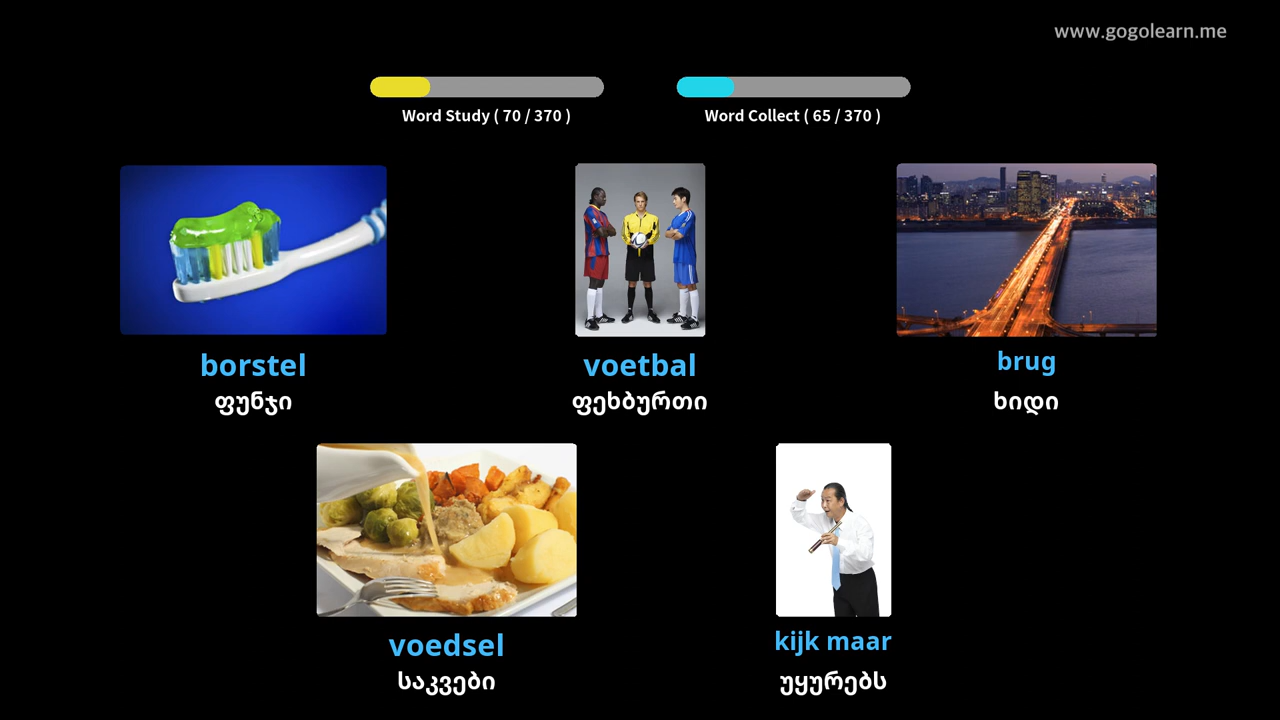 www.gogolearn.me
Word Study ( 70 / 370 )
Word Collect ( 65 / 370 )
borstel
ფუნჯი
voetbal
ფეხბურთი
brug
ხიდი
voedsel
საკვები
kijk maar
უყურებს